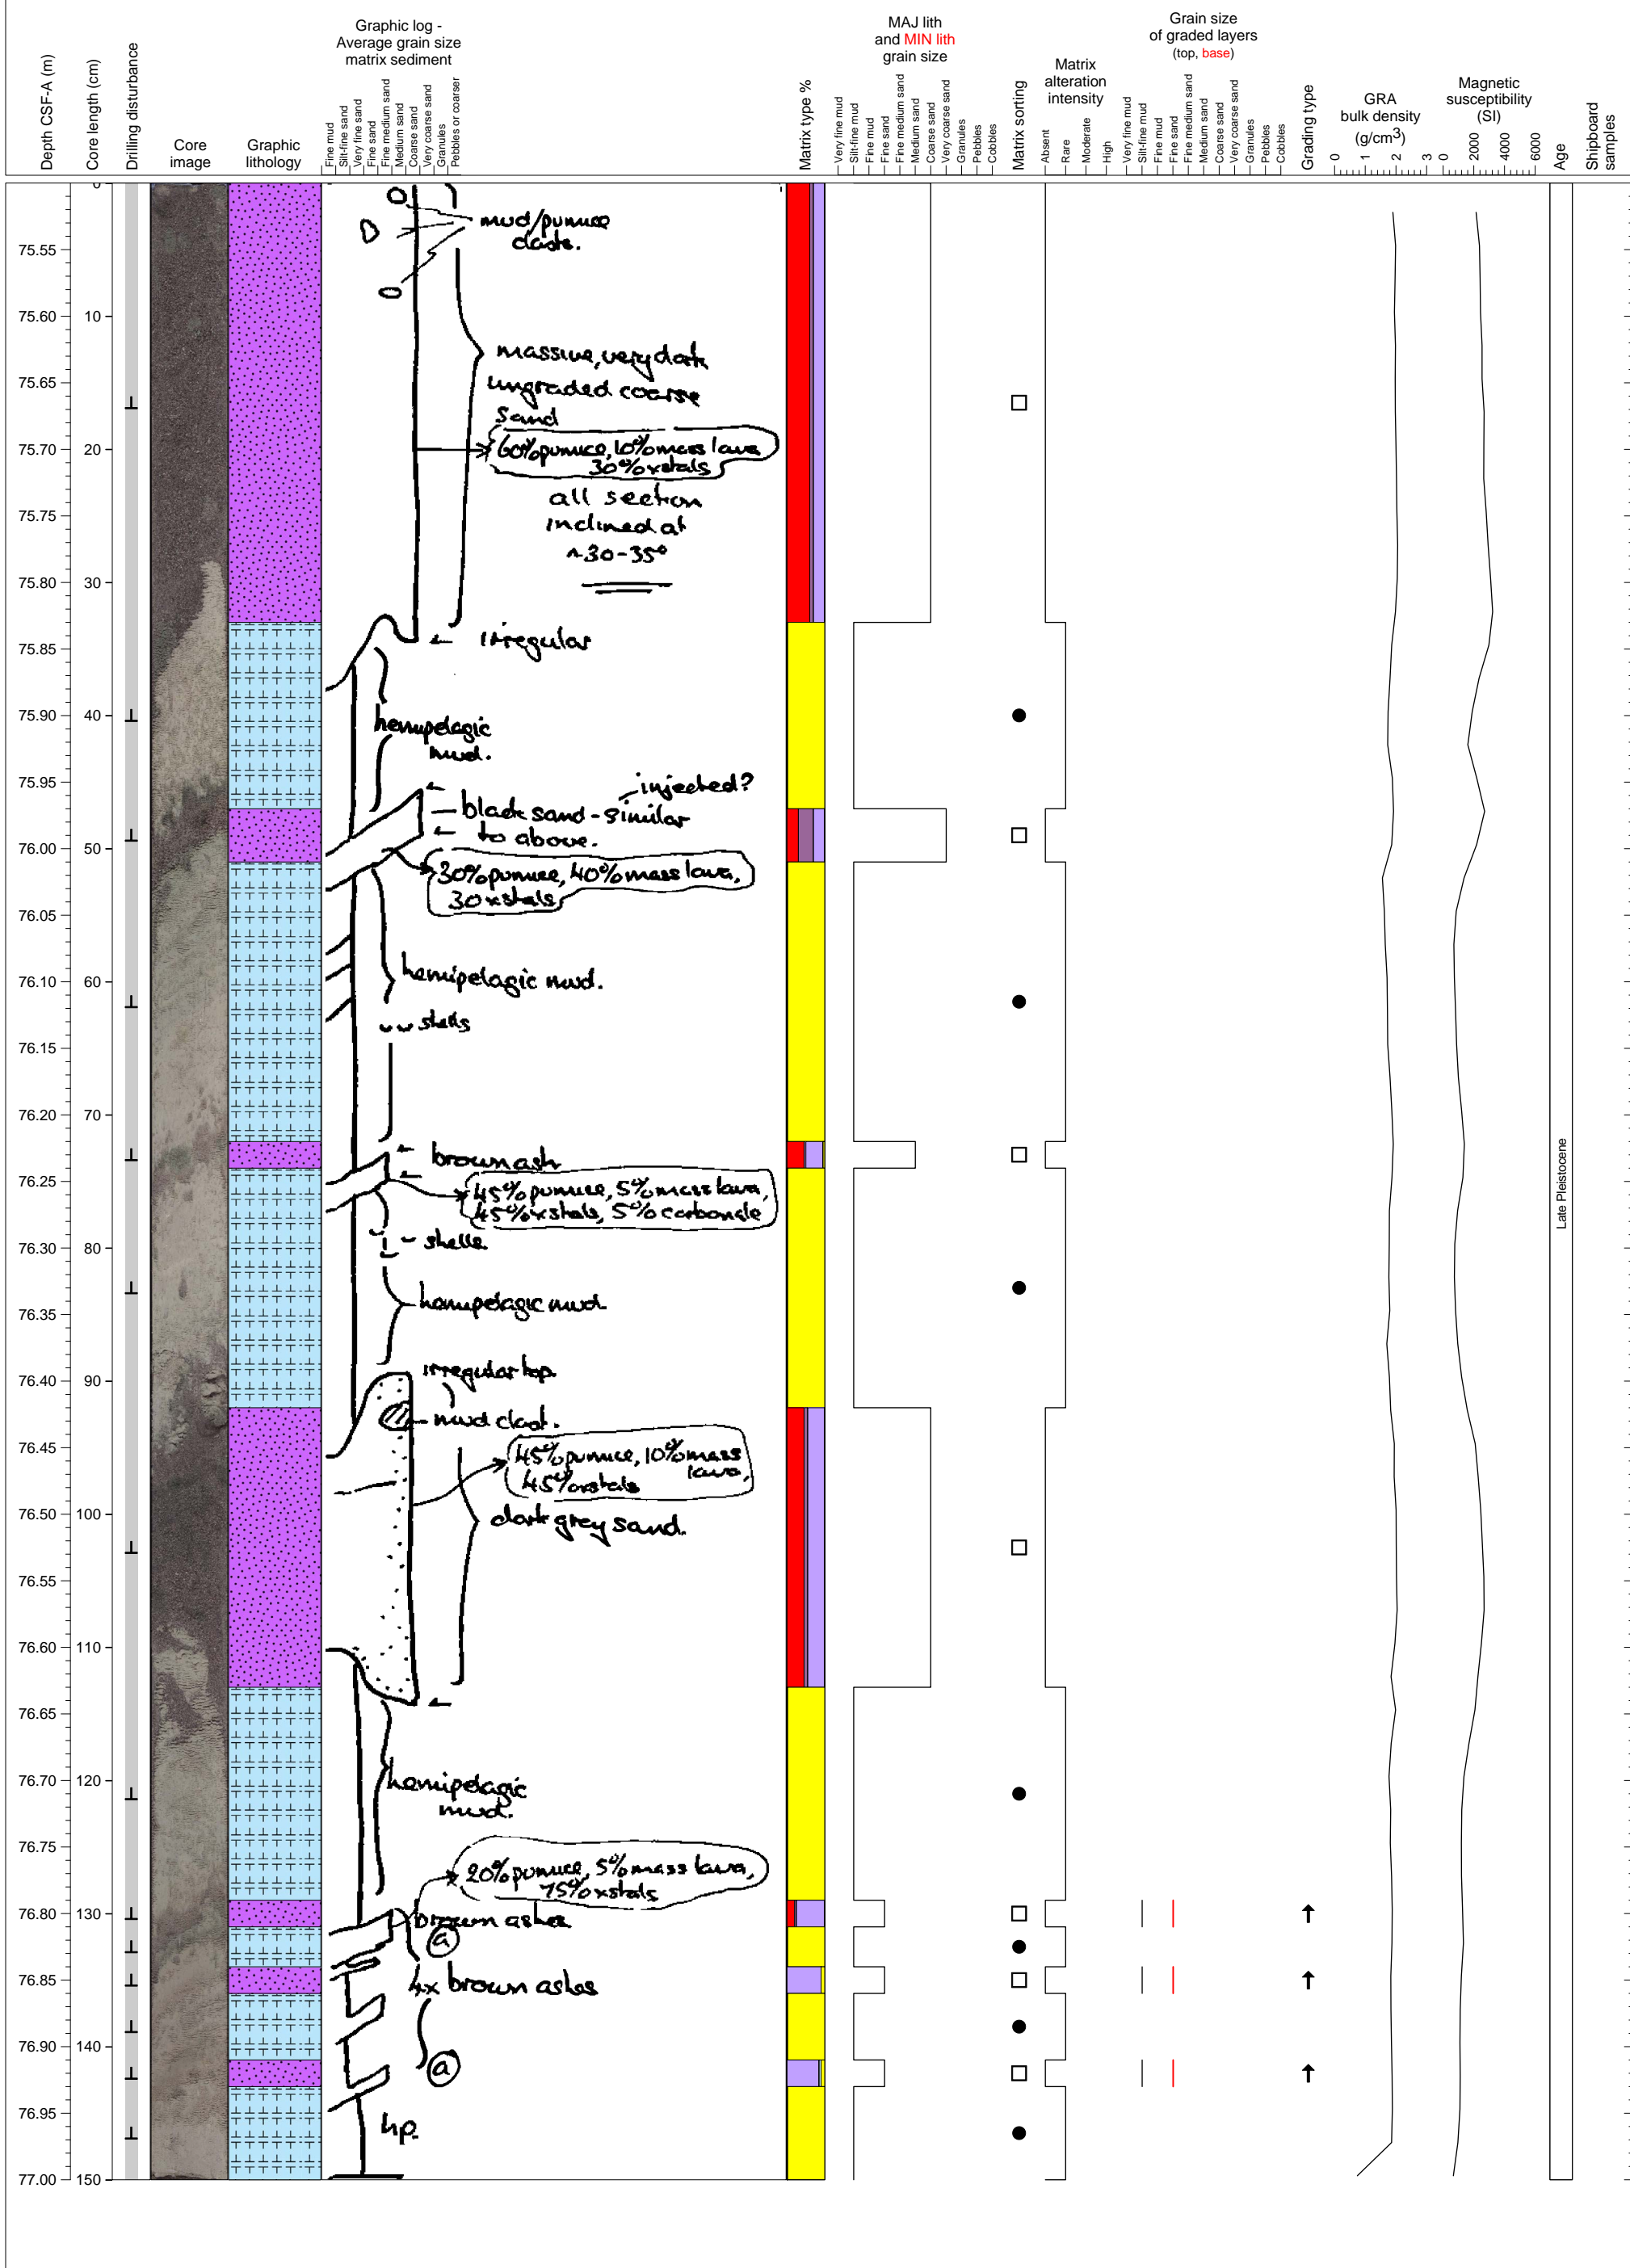 Depth CSF-A (m)
Core length (cm)
Drilling disturbance
Core
image
Graphic
lithology
Graphic log -
Average grain size
matrix sediment
Fine mud
Silt-fine sand
Very fine sand
Fine sand
Fine medium sand
Medium sand
Coarse sand
Very coarse sand
Granules
Pebbles or coarser
Matrix type %
MAJ lith
and MIN lith
grain size
Very fine mud
Silt-fine mud
Fine mud
Fine sand
Fine medium sand
Medium sand
Coarse sand
Very coarse sand
Granules
Pebbles
Cobbles
Matrix sorting
Matrix
alteration
intensity
Absent
Rare
Moderate
High
Grain size
of graded layers
(top, base)
Very fine mud
Silt-fine mud
Fine mud
Fine sand
Fine medium sand
Medium sand
Coarse sand
Very coarse sand
Granules
Pebbles
Cobbles
Grading type
GRA
bulk density
(g/cm3)
0 1 2 3
Magnetic
susceptibility
(SI)
0 2000 4000 6000
Age
Shipboard
samples
0
75.55
75.60 10
75.65
75.70 20
75.75
75.80 30
75.85
75.90 40
75.95
76.00 50
76.05
76.10 60
76.15
76.20 70
76.25
76.30 80
76.35
76.40 90
76.45
76.50 100
76.55
76.60 110
76.65
76.70 120
76.75
76.80 130
76.85
76.90 140
76.95
77.00 150
mud/pumice
clasts.
massive, very dark
ungraded coarse
sand
60% pumice, 10% mass lava
30% xstals
all section
inclined at
~30-35°
irregular
hemipelagic
mud.
injected?
black sand - similar
to above.
30% pumice, 40% mass lava,
30 xstals
hemipelagic mud.
shells
brown ash
45% pumice, 5% mass lava,
45% xstals, 5% carbonate
shells.
hemipelagic mud
irregular top.
mud clast.
45% pumice, 10% mass
lava,
45% xstals
dark grey sand.
hemipelagic
mud.
20% pumice, 5% mass lava,
75% xstals
brown ashes
a
4x brown ashes
a
hp.
Late Pleistocene